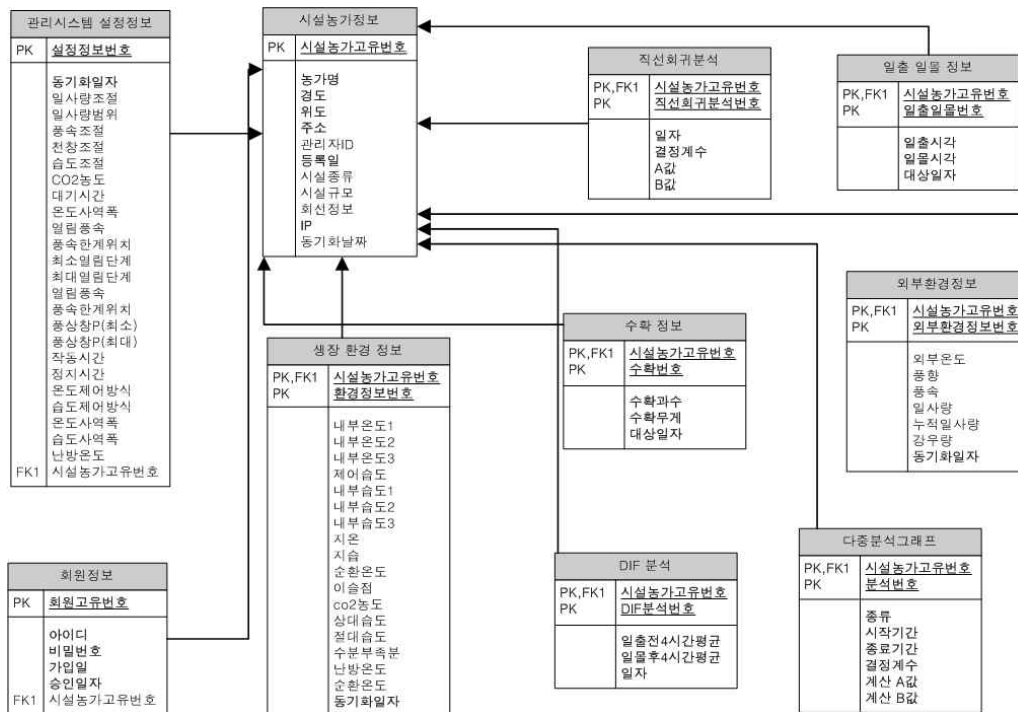 관리시스템 설정정보
PK 설정정보번호
동기화일자
일사량조절
일사량범위
풍속조절
천창조절
습도조절
CO2농도
대기시간
온도사역폭
열림풍속
풍속한계위치
최소열림단계
최대열림단계
열림풍속
풍속한계위치
풍상창P(최소)
풍상창P(최대)
작동시간
정지시간
온도제어방식
습도제어방식
온도사역폭
습도사역폭
난방온도
FK1 시설농가고유번호
시설농가정보
PK 시설농가고유번호
농가명
경도
위도
주소
관리자ID
등록일
시설종류
시설규모
회선정보
IP
동기화날짜
직선회귀분석
PK,FK1 시설농가고유번호
PK 직선회귀분석번호
일자
결정계수
A값
B값
일출 일몰 정보
PK,FK1 시설농가고유번호
PK 일출일몰번호
일출시각
일몰시각
대상일자
외부환경정보
PK,FK1 시설농가고유번호
PK 외부환경정보번호
외부온도
풍향
풍속
일사량
누적일사량
강우량
동기화일자
수확 정보
PK,FK1 시설농가고유번호
PK 수확번호
수확과수
수확무게
대상일자
생장 환경 정보
PK,FK1 시설농가고유번호
PK 환경정보번호
내부온도1
내부온도2
내부온도3
제어습도
내부습도1
내부습도2
내부습도3
지온
지습
순환온도
이슬점
co2농도
상대습도
절대습도
수분부족분
난방온도
순환온도
동기화일자
회원정보
PK 회원고유번호
아이디
비밀번호
가입일
승인일자
FK1 시설농가고유번호
DIF 분석
PK,FK1 시설농가고유번호
PK DIF분석번호
일출전4시간평균
일몰후4시간평균
일자
다중분석그래프
PK,FK1 시설농가고유번호
PK 분석번호
종류
시작기간
종료기간
결정계수
계산 A값
계산 B값